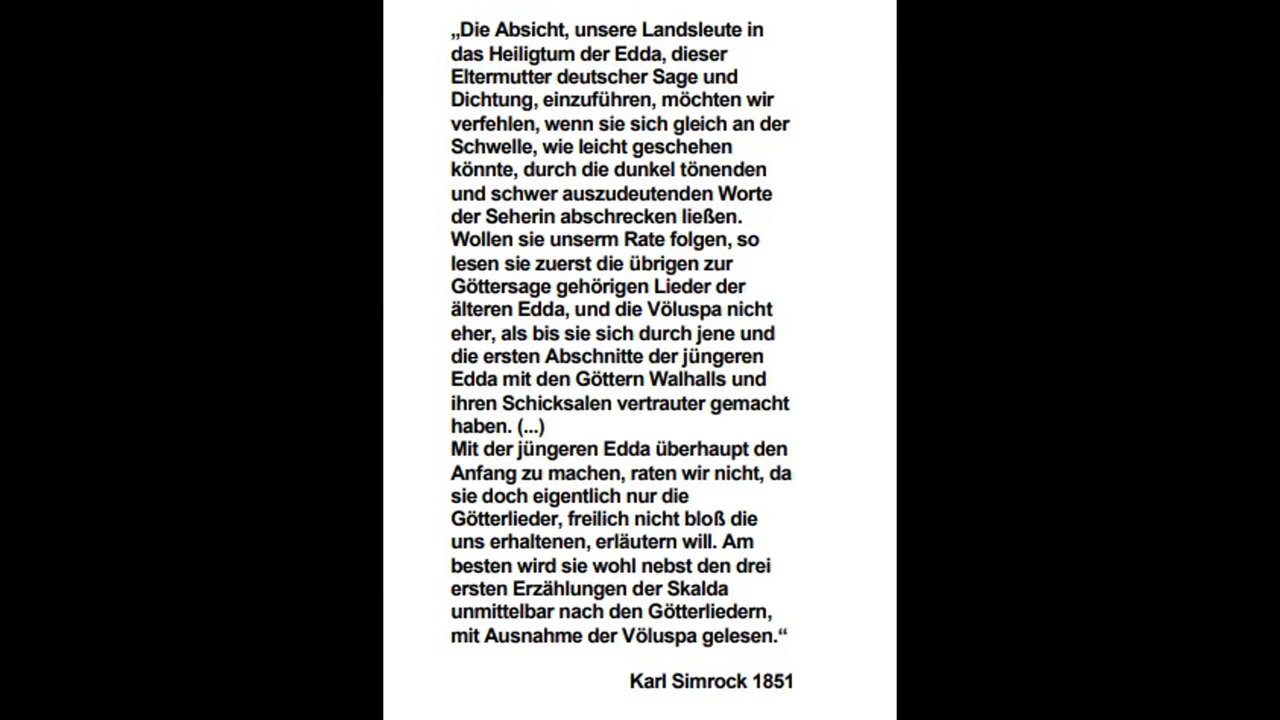 „Die Absicht, unsere Landsleute in
das Heiligtum der Edda, dieser
Eltermutter deutscher Sage und
Dichtung, einzuführen, möchten wir
verfehlen, wenn sie sich gleich an der
Schwelle, wie leicht geschehen
könnte, durch die dunkel tönenden
und schwer auszudeutenden Worte
der Seherin abschrecken ließen.
Wollen sie unserm Rate folgen, so
lesen sie zuerst die übrigen zur
Göttersage gehörigen Lieder der
älteren Edda, und die Völuspa nicht
eher, als bis sie sich durch jene und
die ersten Abschnitte der jüngeren
Edda mit den Göttern Walhalls und
ihren Schicksalen vertrauter gemacht
haben. (...)
Mit der jüngeren Edda überhaupt den
Anfang zu machen, raten wir nicht, da
sie doch eigentlich nur die
Götterlieder, freilich nicht bloß die
uns erhaltenen, erläutern will. Am
besten wird sie wohl nebst den drei
ersten Erzählungen der Skalda
unmittelbar nach den Götterliedern,
mit Ausnahme der Völuspa gelesen.“
Karl Simrock 1851